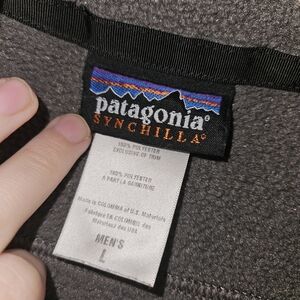 patagonia®
SYNCHILLA®
100% POLYESTER
EXCLUSIVE OF TRIM
100% POLYESTER
A PART LA GARNITURE
Made in COLOMBIA of U.S. Materials
Fabriqué EN COLOMBIE des
Matériaux des USA
MEN'S
L